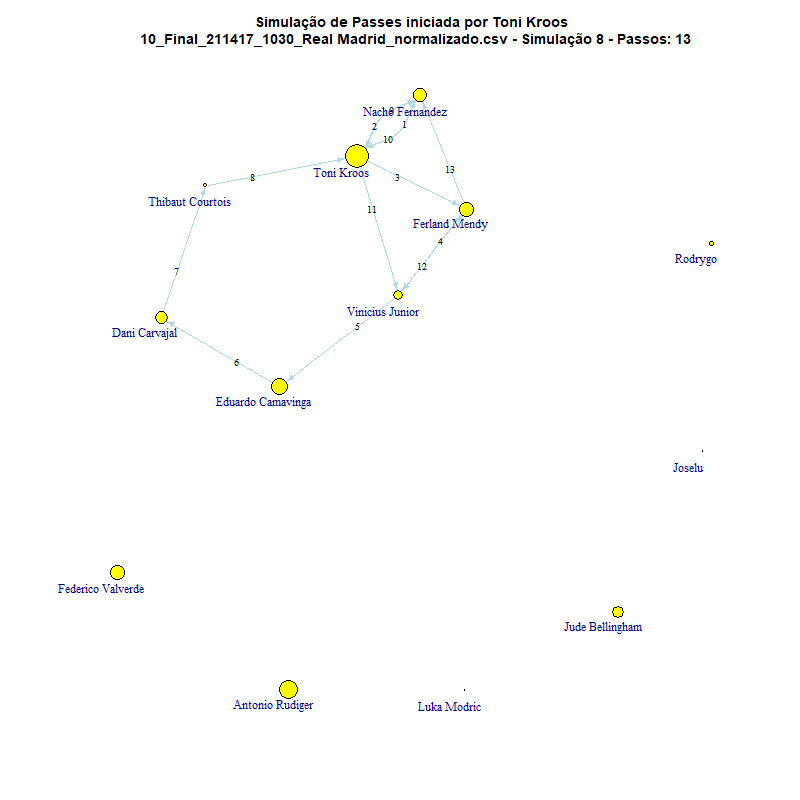 Simulação de Passes iniciada por Toni Kroos
10_Final_211417_1030_Real Madrid_normalizado.csv - Simulação 8 - Passos: 13
Nacho Fernandez
9
2
1
10
Toni Kroos
3
13
8
Thibaut Courtois
11
Ferland Mendy
4
12
Rodrygo
7
Vinicius Junior
5
Dani Carvajal
6
Eduardo Camavinga
Joselu
Federico Valverde
Jude Bellingham
Antonio Rudiger
Luka Modric